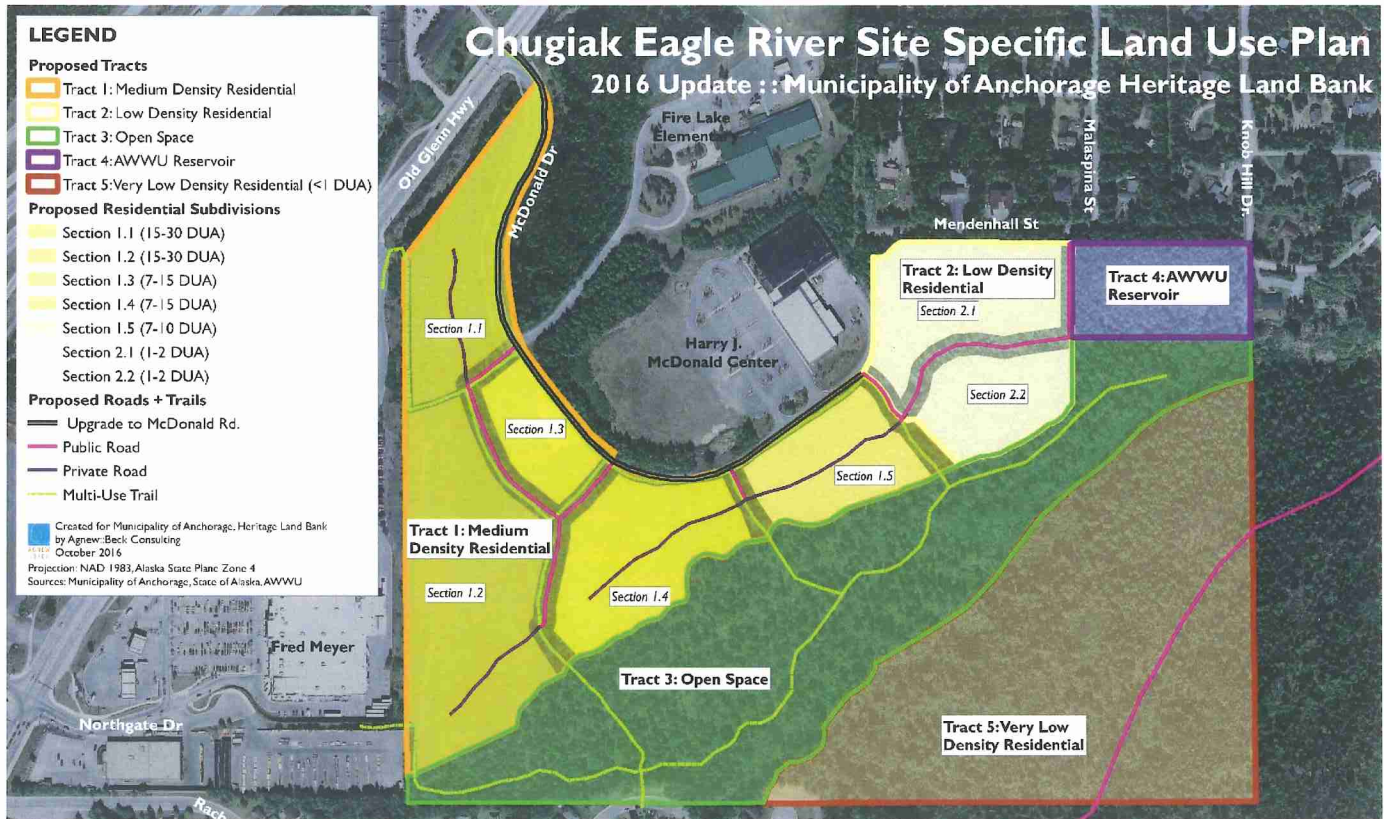 Chugiak Eagle River Site Specific Land Use Plan
2016 Update :: Municipality of Anchorage Heritage Land Bank
LEGEND
Proposed Tracts
Tract 1: Medium Density Residential
Tract 2: Low Density Residential
Tract 3: Open Space
Tract 4: AWWU Reservoir
Tract 5: Very Low Density Residential (<1 DUA)
Proposed Residential Subdivisions
Section 1.1 (15-30 DUA)
Section 1.2 (15-30 DUA)
Section 1.3 (7-15 DUA)
Section 1.4 (7-15 DUA)
Section 1.5 (7-10 DUA)
Section 2.1 (1-2 DUA)
Section 2.2 (1-2 DUA)
Proposed Roads + Trails
Upgrade to McDonald Rd.
Public Road
Private Road
Multi-Use Trail
Created for Municipality of Anchorage, Heritage Land Bank
by Agnew::Beck Consulting
October 2016
Projection: NAD 1983, Alaska State Plane Zone 4
Sources: Municipality of Anchorage, State of Alaska, AWWU
Old Glenn Hwy
McDonald Dr
Fire Lake
Elementary
Malaspina St
Knob Hill Dr.
Mendenhall St
Tract 2: Low Density
Residential
Section 2.1
Tract 4: AWWU
Reservoir
Section 1.1
Harry J.
McDonald Center
Section 2.2
Section 1.3
Section 1.5
Tract 1: Medium
Density Residential
Section 1.2
Section 1.4
Fred Meyer
Tract 3: Open Space
Northgate Dr
Tract 5: Very Low
Density Residential
Rach